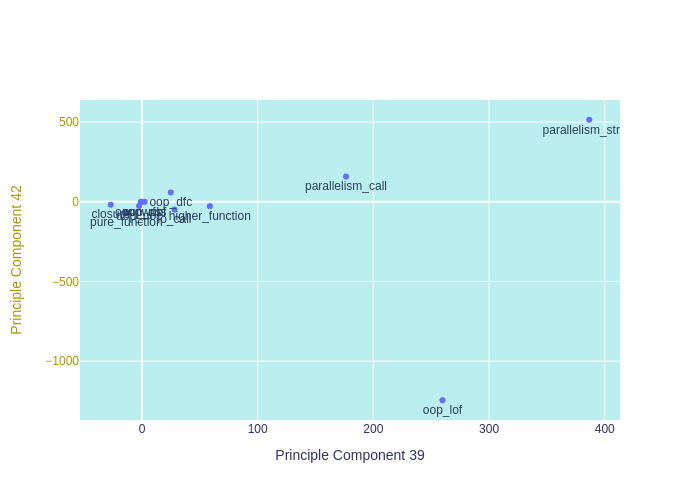 500
parallelism_str
parallelism_call
oop_dfc
0
higher_function
pure_function
−500
−1000
oop_lof
0
100
200
300
400
Principle Component 39
Principle Component 42